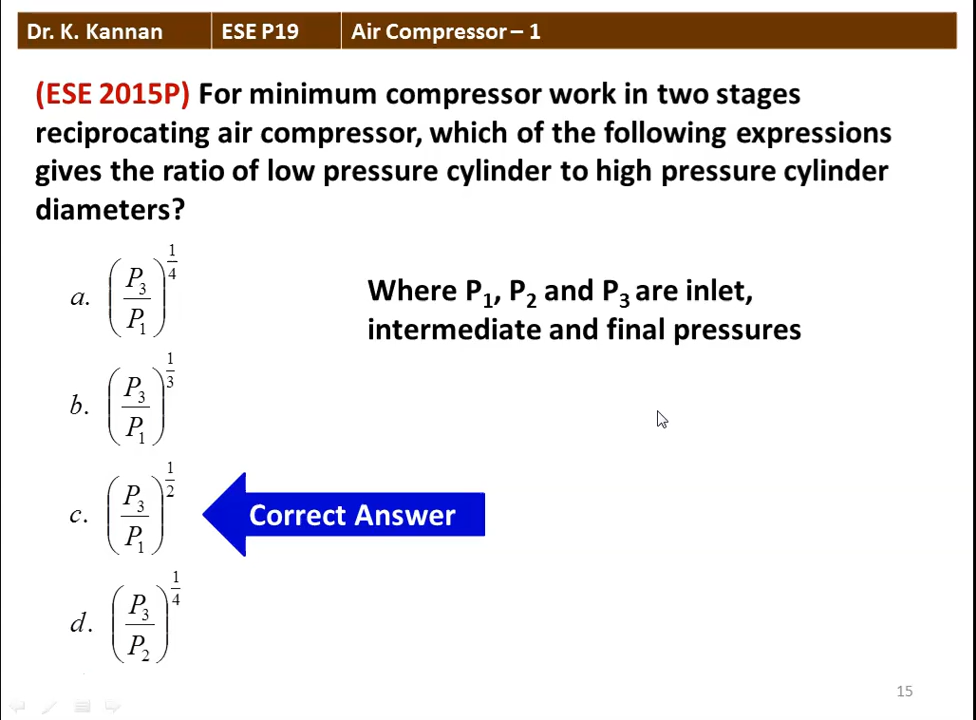 Dr. K. Kannan ESE P19 Air Compressor – 1
(ESE 2015P) For minimum compressor work in two stages
reciprocating air compressor, which of the following expressions
gives the ratio of low pressure cylinder to high pressure cylinder
diameters?
a. (P₃/P₁)^(1/4)
Where P₁, P₂ and P₃ are inlet,
intermediate and final pressures
b. (P₃/P₁)^(1/3)
c. (P₃/P₁)^(1/2)
Correct Answer
d. (P₃/P₂)^(1/4)
15